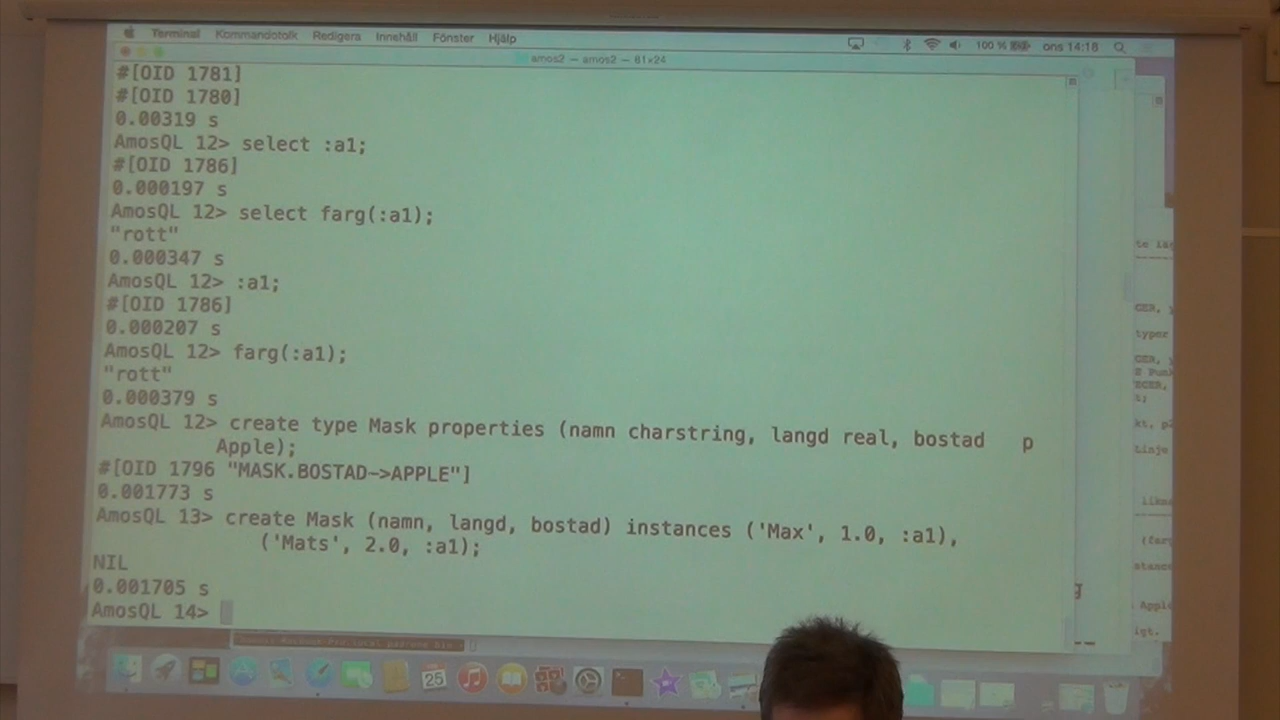 Terminal Kommandotolk Redigera Innehåll Fönster Hjälp 100 % ons 14:18
amos2 — amos2 — 81×24
#[OID 1781]
#[OID 1780]
0.00319 s
AmosQL 12> select :a1;
#[OID 1786]
0.000197 s
AmosQL 12> select farg(:a1);
"rott"
0.000347 s
AmosQL 12> :a1;
#[OID 1786]
0.000207 s
AmosQL 12> farg(:a1);
"rott"
0.000379 s
AmosQL 12> create type Mask properties (namn charstring, langd real, bostad p
Apple);
#[OID 1796 "MASK.BOSTAD->APPLE"]
0.001773 s
AmosQL 13> create Mask (namn, langd, bostad) instances ('Max', 1.0, :a1),
('Mats', 2.0, :a1);
NIL
0.001705 s
AmosQL 14>
25